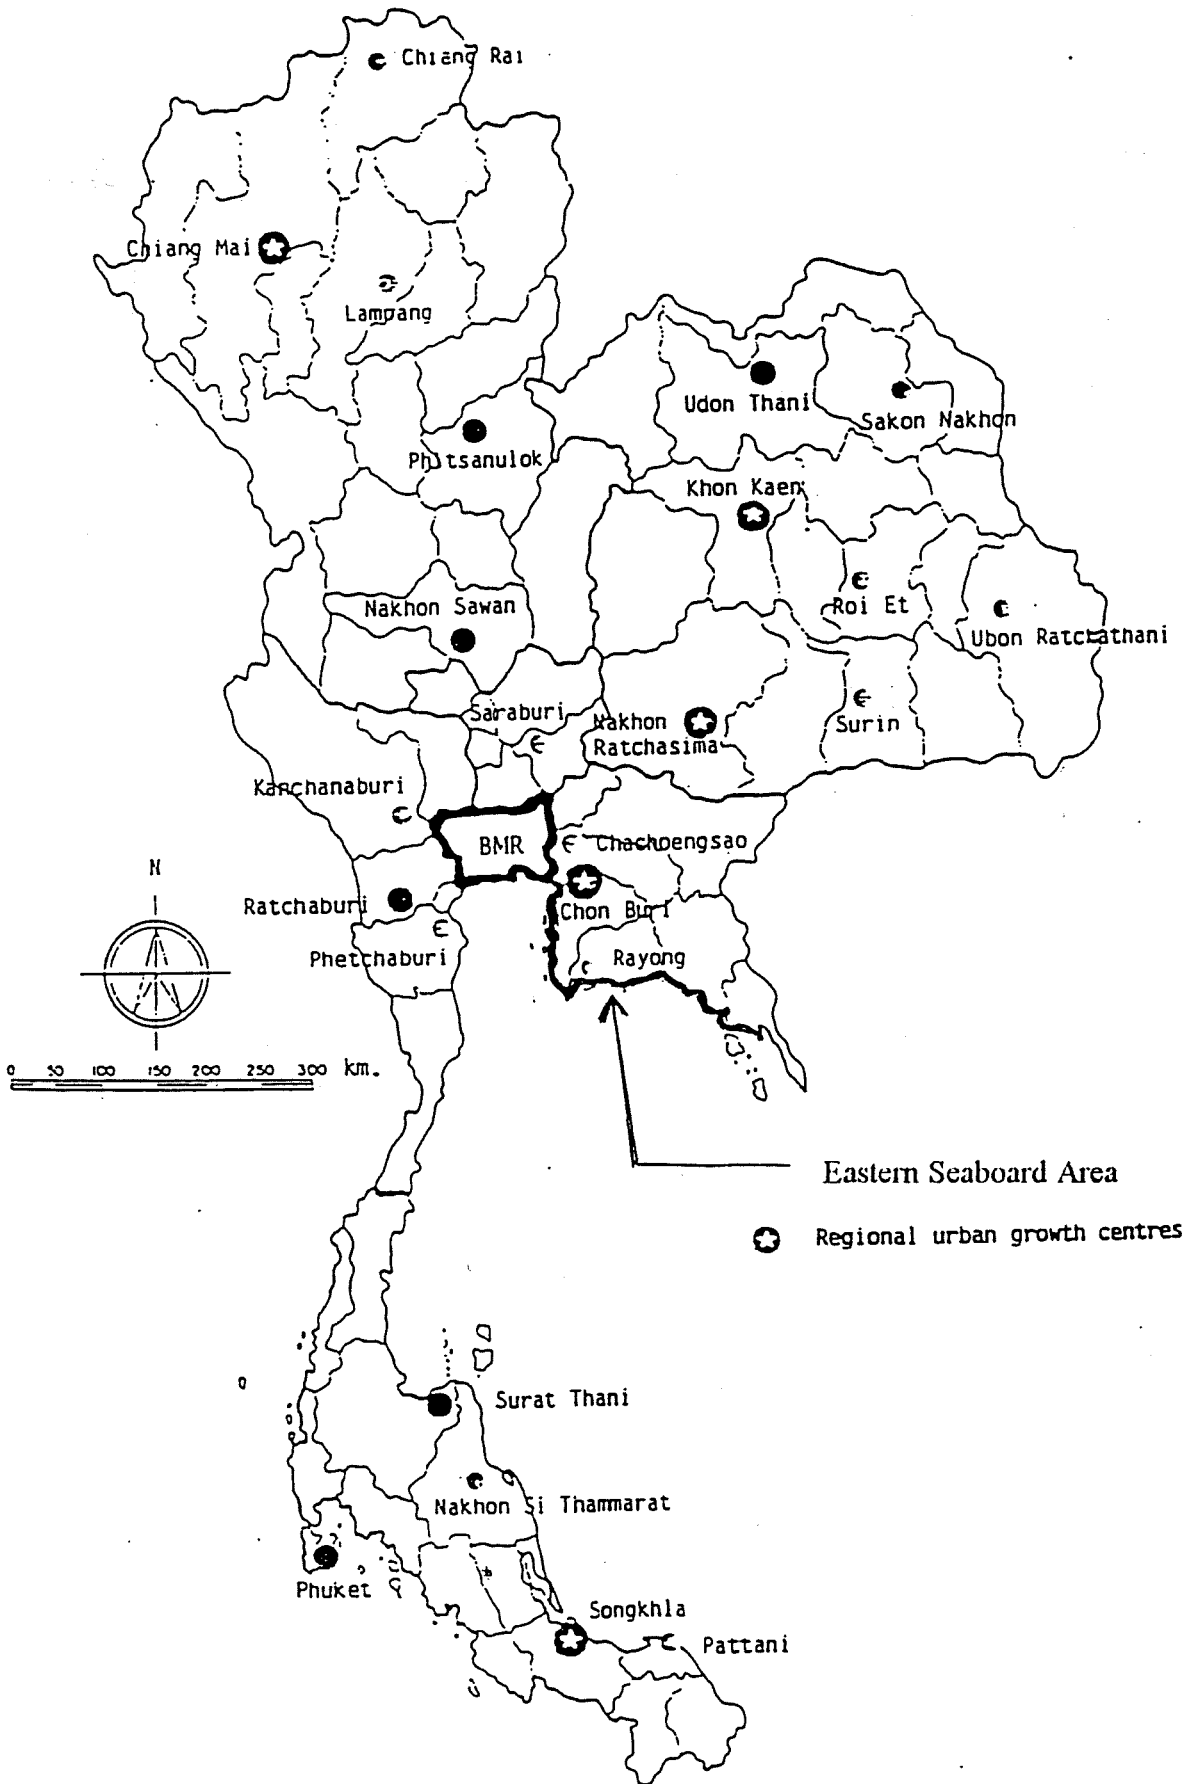 Chiang Rai
Chiang Mai
Lampang
Udon Thani
Sakon Nakhon
Phitsanulok
Khon Kaen
Nakhon Sawan
Roi Et
Ubon Ratchathani
Saraburi
Nakhon
Ratchasima
Surin
Kanchanaburi
BMR
Chachoengsao
N
Ratchaburi
Chon Buri
Phetchaburi
Rayong
0 50 100 150 200 250 300 km.
Eastern Seaboard Area
Regional urban growth centres
Surat Thani
Nakhon Si Thammarat
Phuket
Songkhla
Pattani